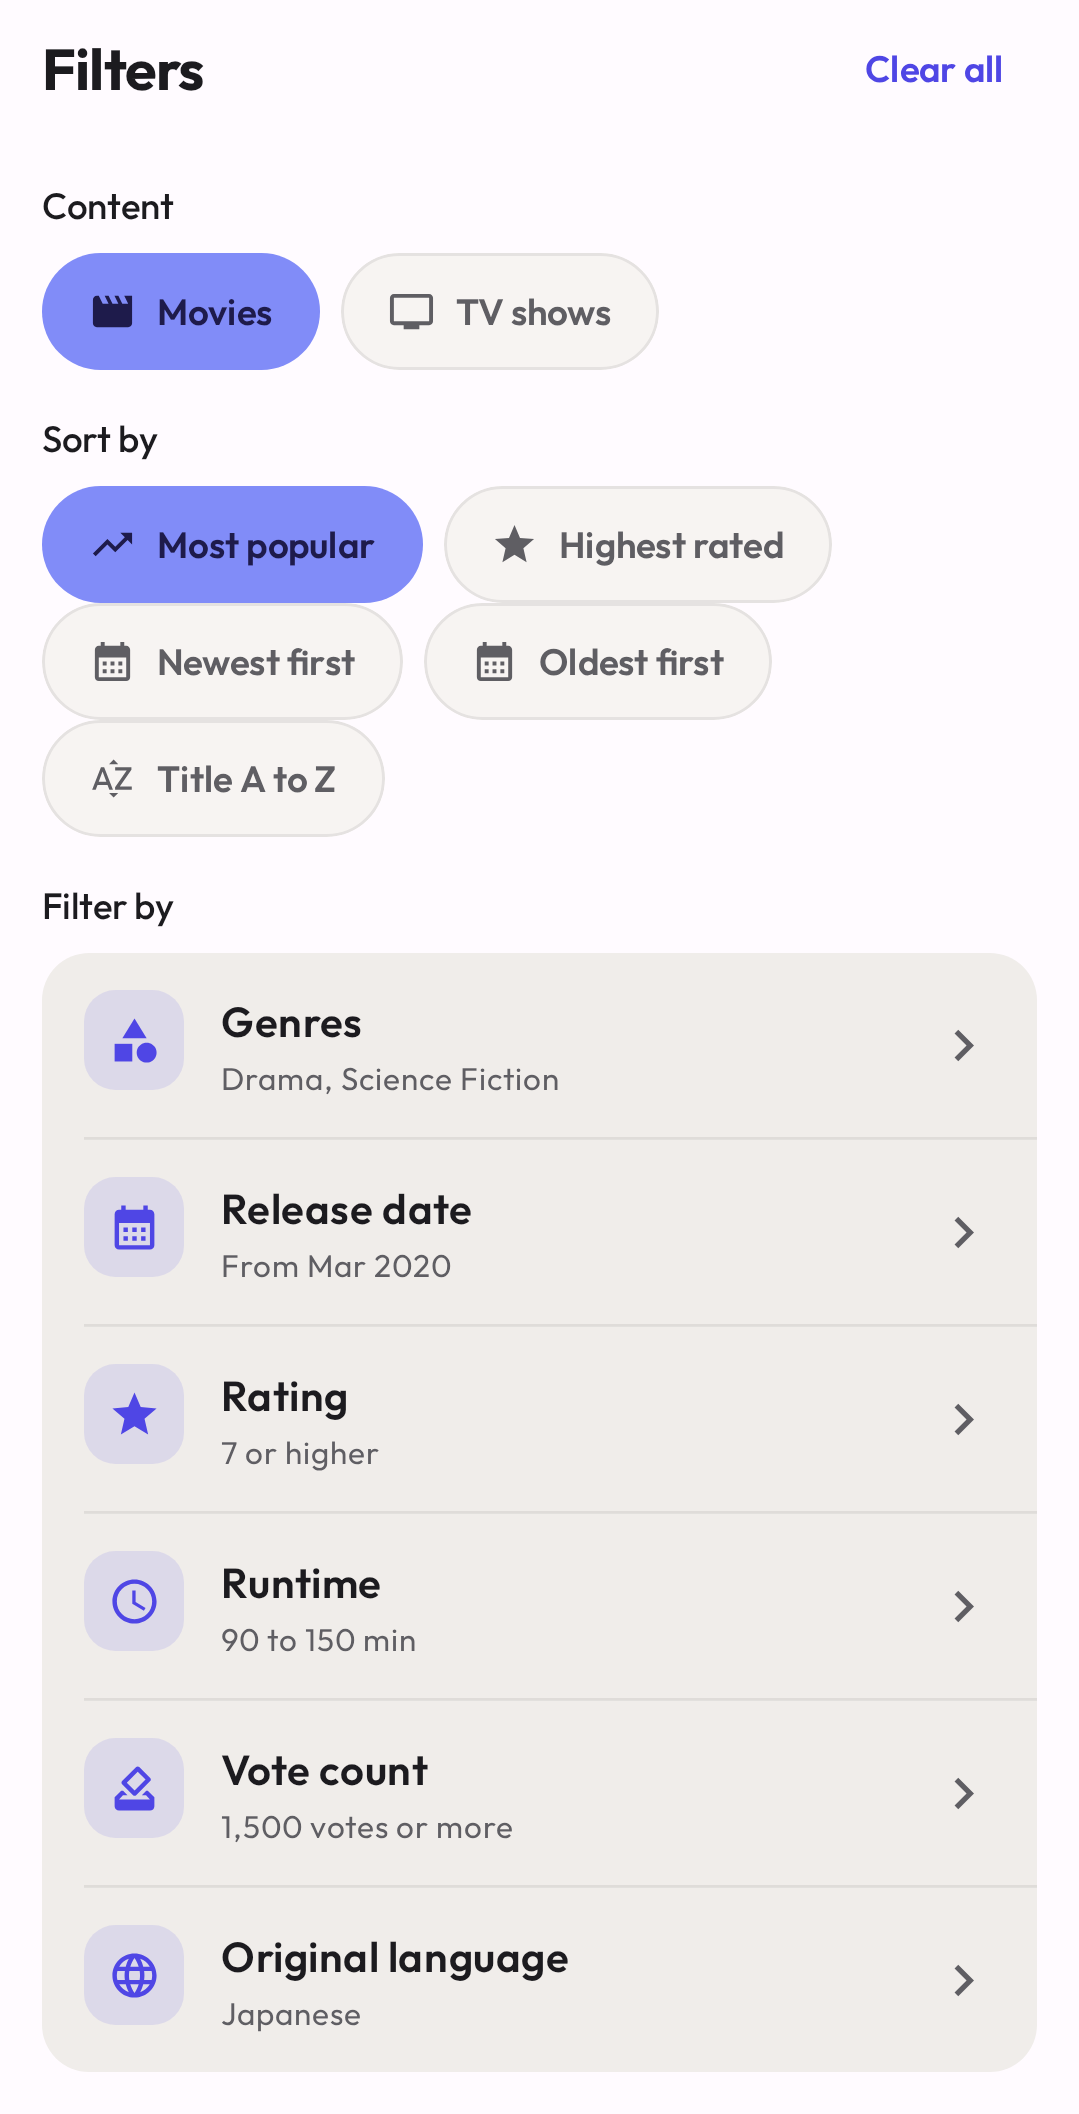 Filters
Clear all
Content
Movies
TV shows
Sort by
Most popular
Highest rated
Newest first
Oldest first
Title A to Z
Filter by
Genres
Drama, Science Fiction
Release date
From Mar 2020
Rating
7 or higher
Runtime
90 to 150 min
Vote count
1,500 votes or more
Original language
Japanese